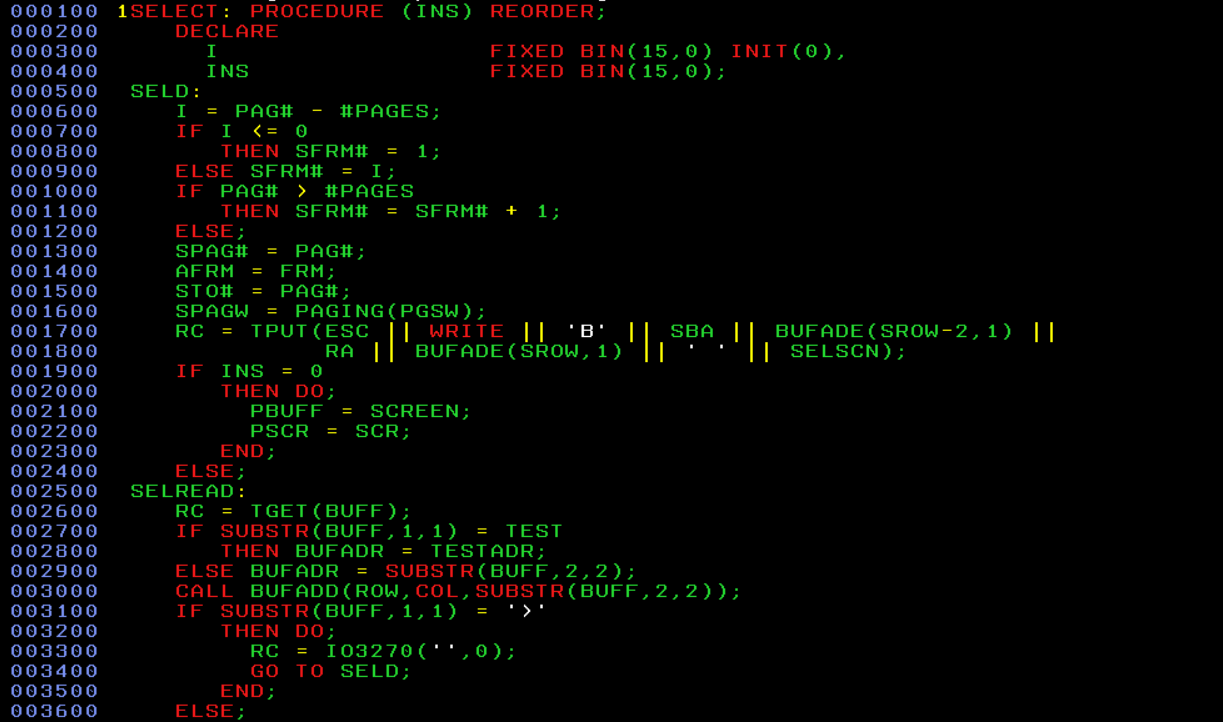 000100  1SELECT: PROCEDURE (INS) REORDER;
000200      DECLARE
000300        I                  FIXED BIN(15,0) INIT(0),
000400        INS                FIXED BIN(15,0);
000500   SELD:
000600      I = PAG# - #PAGES;
000700      IF I <= 0
000800         THEN SFRM# = 1;
000900      ELSE SFRM# = I;
001000      IF PAG# > #PAGES
001100         THEN SFRM# = SFRM# + 1;
001200      ELSE;
001300      SPAG# = PAG#;
001400      AFRM = FRM;
001500      STO# = PAG#;
001600      SPAGW = PAGING(PGSW);
001700      RC = TPUT(ESC || WRITE || 'B' || SBA || BUFADE(SROW-2,1) ||
001800                RA || BUFADE(SROW,1) || ' ' || SELSCN);
001900      IF INS = 0
002000         THEN DO;
002100           PBUFF = SCREEN;
002200           PSCR = SCR;
002300         END;
002400      ELSE;
002500   SELREAD:
002600      RC = TGET(BUFF);
002700      IF SUBSTR(BUFF,1,1) = TEST
002800         THEN BUFADR = TESTADR;
002900      ELSE BUFADR = SUBSTR(BUFF,2,2);
003000      CALL BUFADD(ROW,COL,SUBSTR(BUFF,2,2));
003100      IF SUBSTR(BUFF,1,1) = '>'
003200         THEN DO;
003300           RC = IO3270('',0);
003400           GO TO SELD;
003500         END;
003600      ELSE;